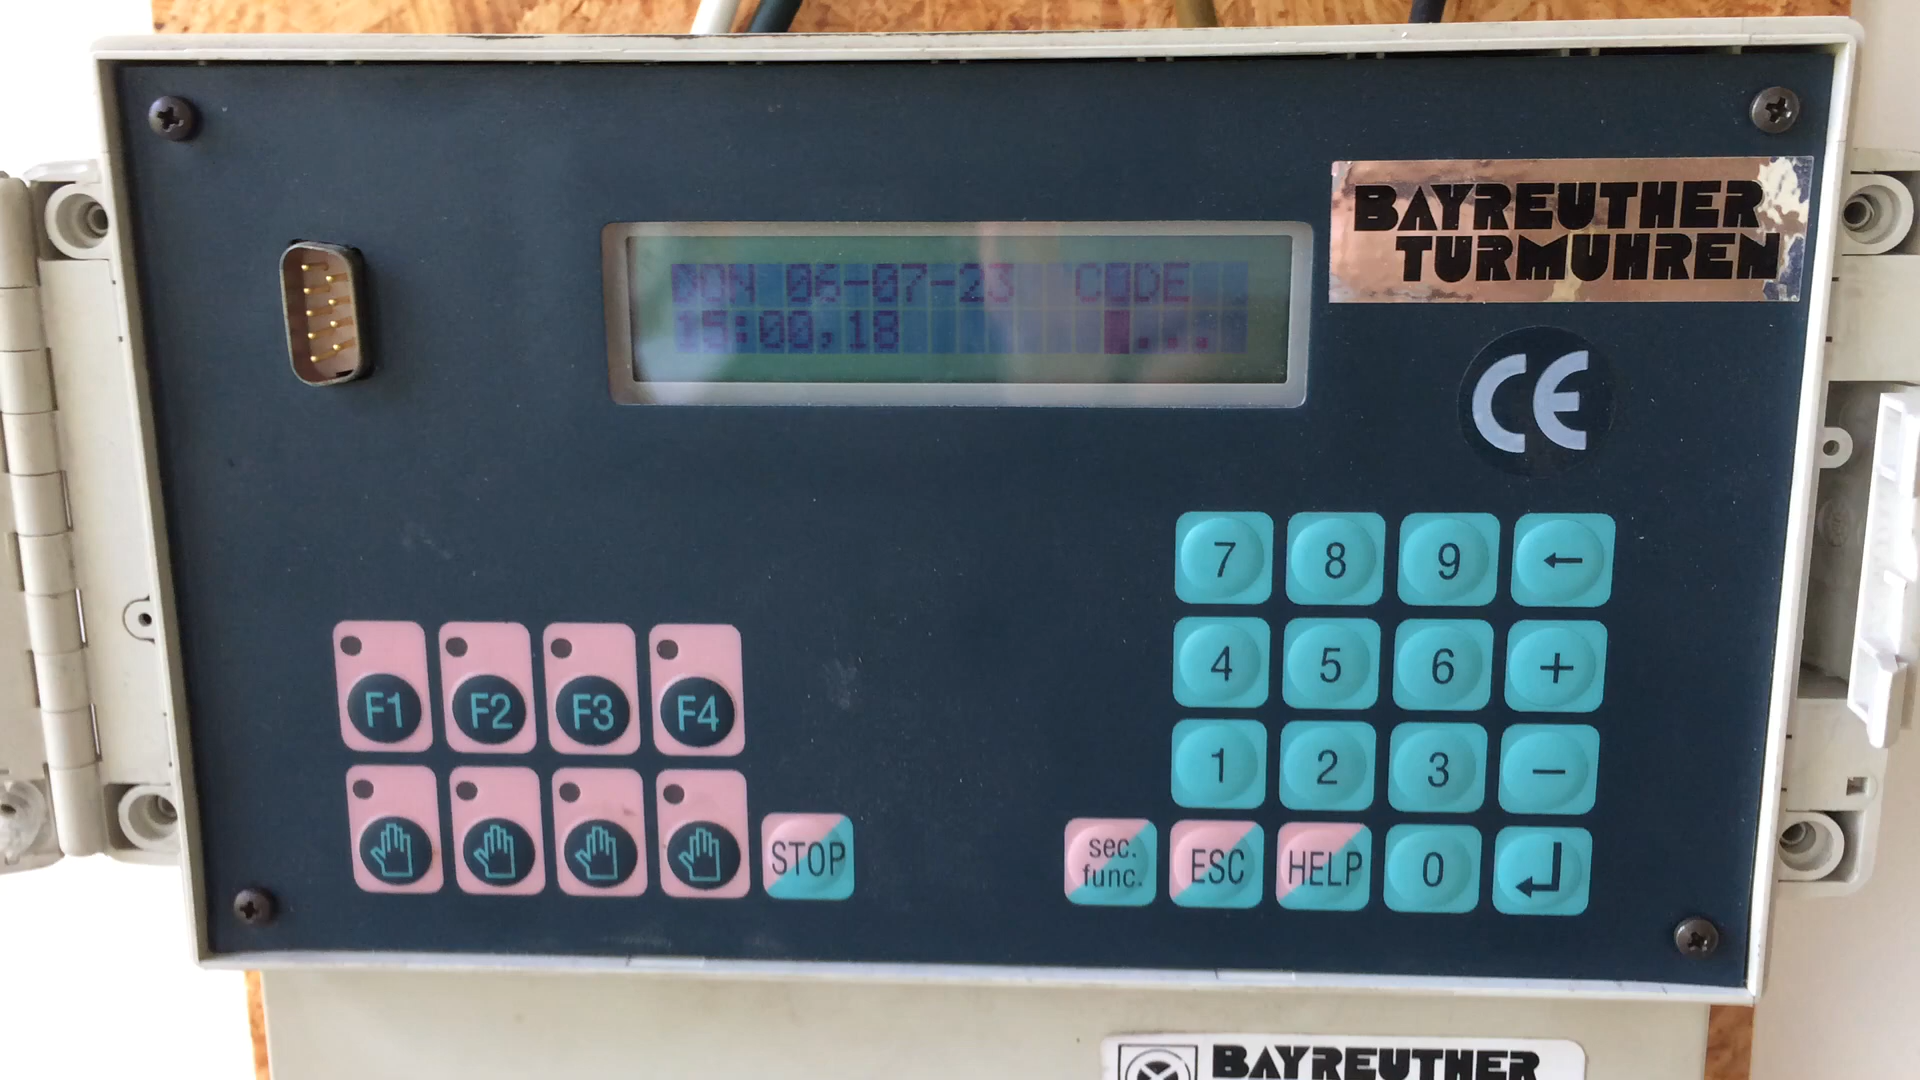 BAYREUTHER
TURMUHREN
MON 06-07-23 CODE
15:00,18 ...
CE
7 8 9 ←
4 5 6 +
1 2 3 −
F1 F2 F3 F4
STOP
sec.
func.
ESC HELP 0 ↵
BAYREUTHER